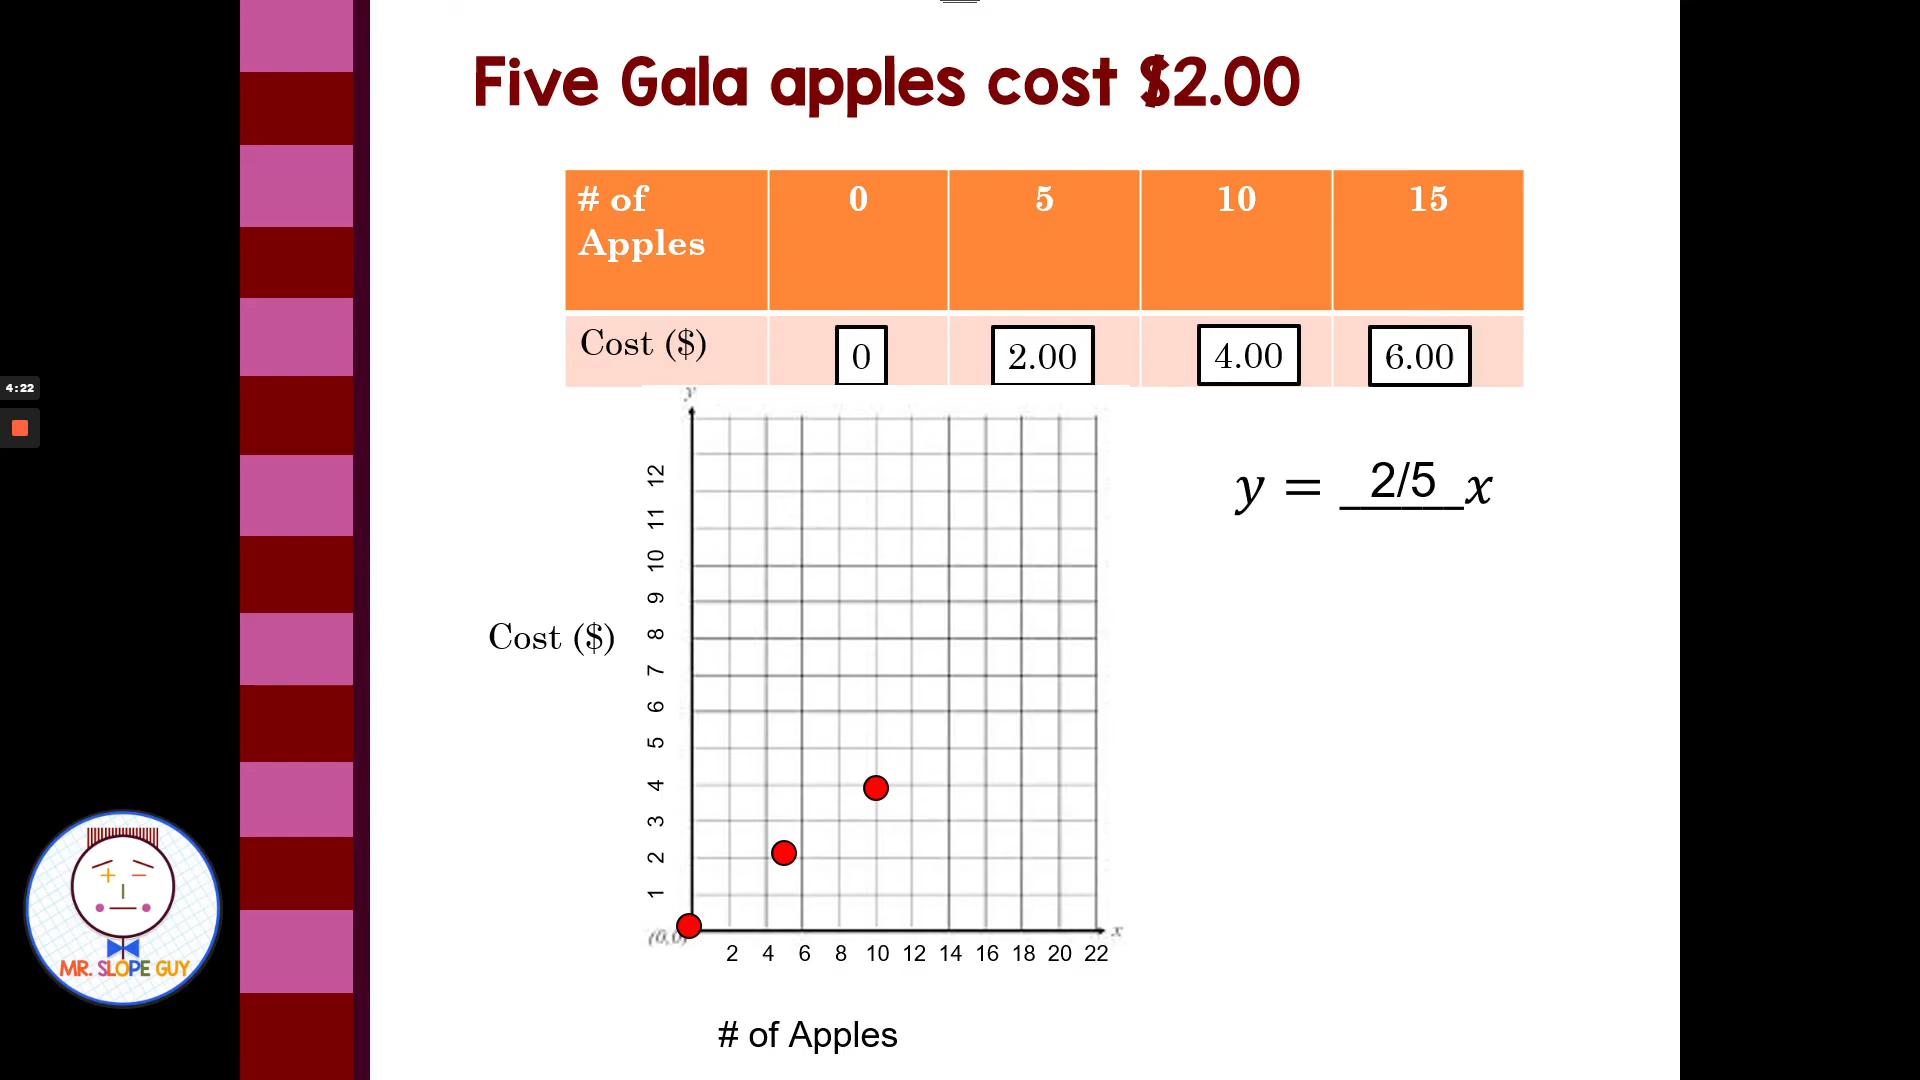 Five Gala apples cost $2.00
# of Apples 0 5 10 15
Cost ($) 0 2.00 4.00 6.00
y
12
11
10
9
8
7
6
5
4
3
2
1
Cost ($)
y = 2/5 x
(0,0)
x
2 4 6 8 10 12 14 16 18 20 22
# of Apples
4:22
MR. SLOPE GUY